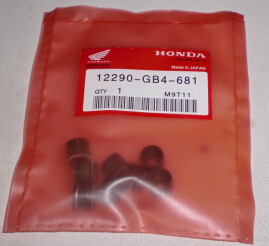 HONDA
Made in JAPAN
12290-GB4-681
QTY 1 M9T11